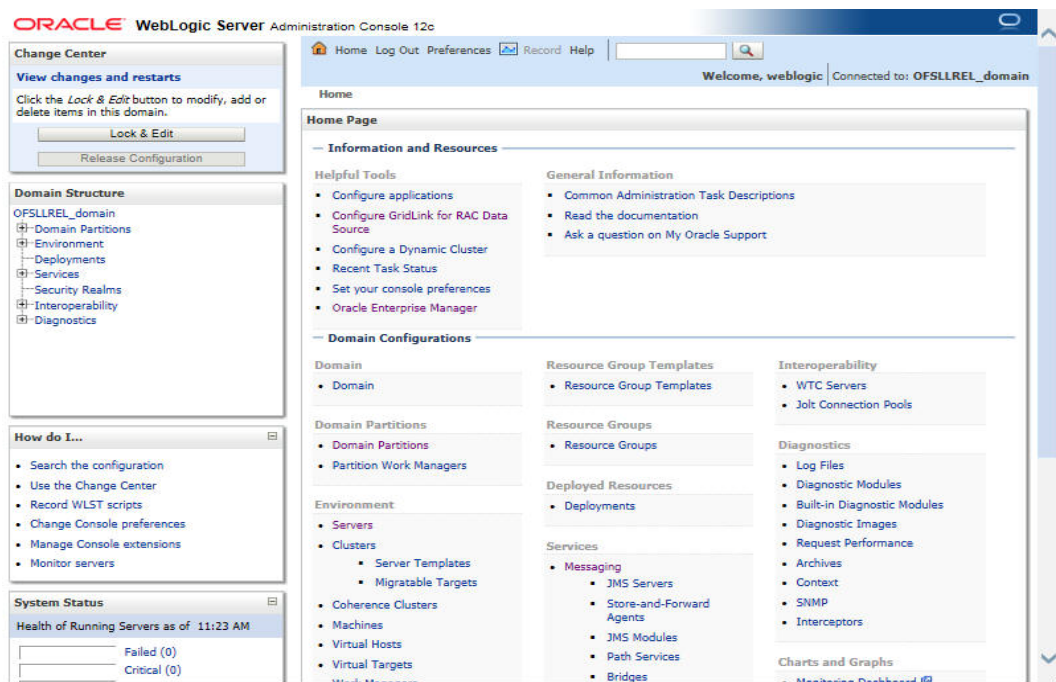 ORACLE WebLogic Server Administration Console 12c
Change Center
View changes and restarts
Click the Lock & Edit button to modify, add or
delete items in this domain.
Lock & Edit
Release Configuration
Domain Structure
OFSLLREL_domain
Domain Partitions
Environment
Deployments
Services
Security Realms
Interoperability
Diagnostics
How do I...
Search the configuration
Use the Change Center
Record WLST scripts
Change Console preferences
Manage Console extensions
Monitor servers
System Status
Health of Running Servers as of 11:23 AM
Failed (0)
Critical (0)
Home Log Out Preferences Record Help
Welcome, weblogic Connected to: OFSLLREL_domain
Home
Home Page
Information and Resources
Helpful Tools
Configure applications
Configure GridLink for RAC Data
Source
Configure a Dynamic Cluster
Recent Task Status
Set your console preferences
Oracle Enterprise Manager
General Information
Common Administration Task Descriptions
Read the documentation
Ask a question on My Oracle Support
Domain Configurations
Domain
Domain
Domain Partitions
Domain Partitions
Partition Work Managers
Environment
Servers
Clusters
Server Templates
Migratable Targets
Coherence Clusters
Machines
Virtual Hosts
Virtual Targets
Work Managers
Resource Group Templates
Resource Group Templates
Resource Groups
Resource Groups
Deployed Resources
Deployments
Services
Messaging
JMS Servers
Store-and-Forward
Agents
JMS Modules
Path Services
Bridges
Interoperability
WTC Servers
Jolt Connection Pools
Diagnostics
Log Files
Diagnostic Modules
Built-in Diagnostic Modules
Diagnostic Images
Request Performance
Archives
Context
SNMP
Interceptors
Charts and Graphs
Monitoring Dashboard